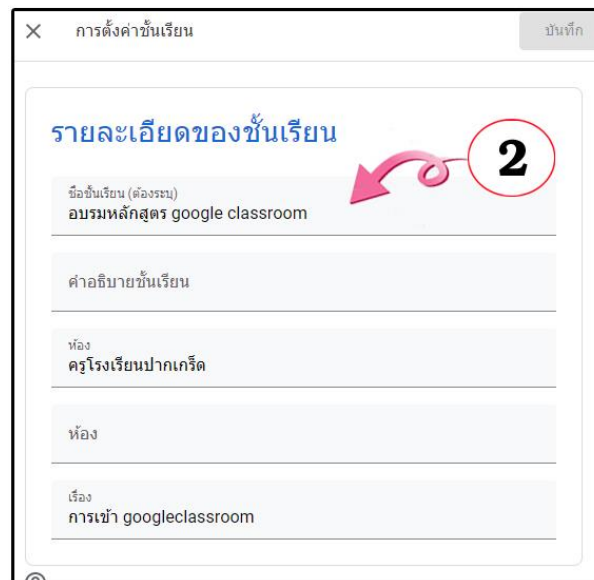 การตั้งค่าชั้นเรียน
บันทึก
รายละเอียดของชั้นเรียน
2
ชื่อชั้นเรียน (ต้องระบุ)
อบรมหลักสูตร google classroom
คำอธิบายชั้นเรียน
ห้อง
ครูโรงเรียนปากเกร็ด
ห้อง
เรื่อง
การเข้า googleclassroom